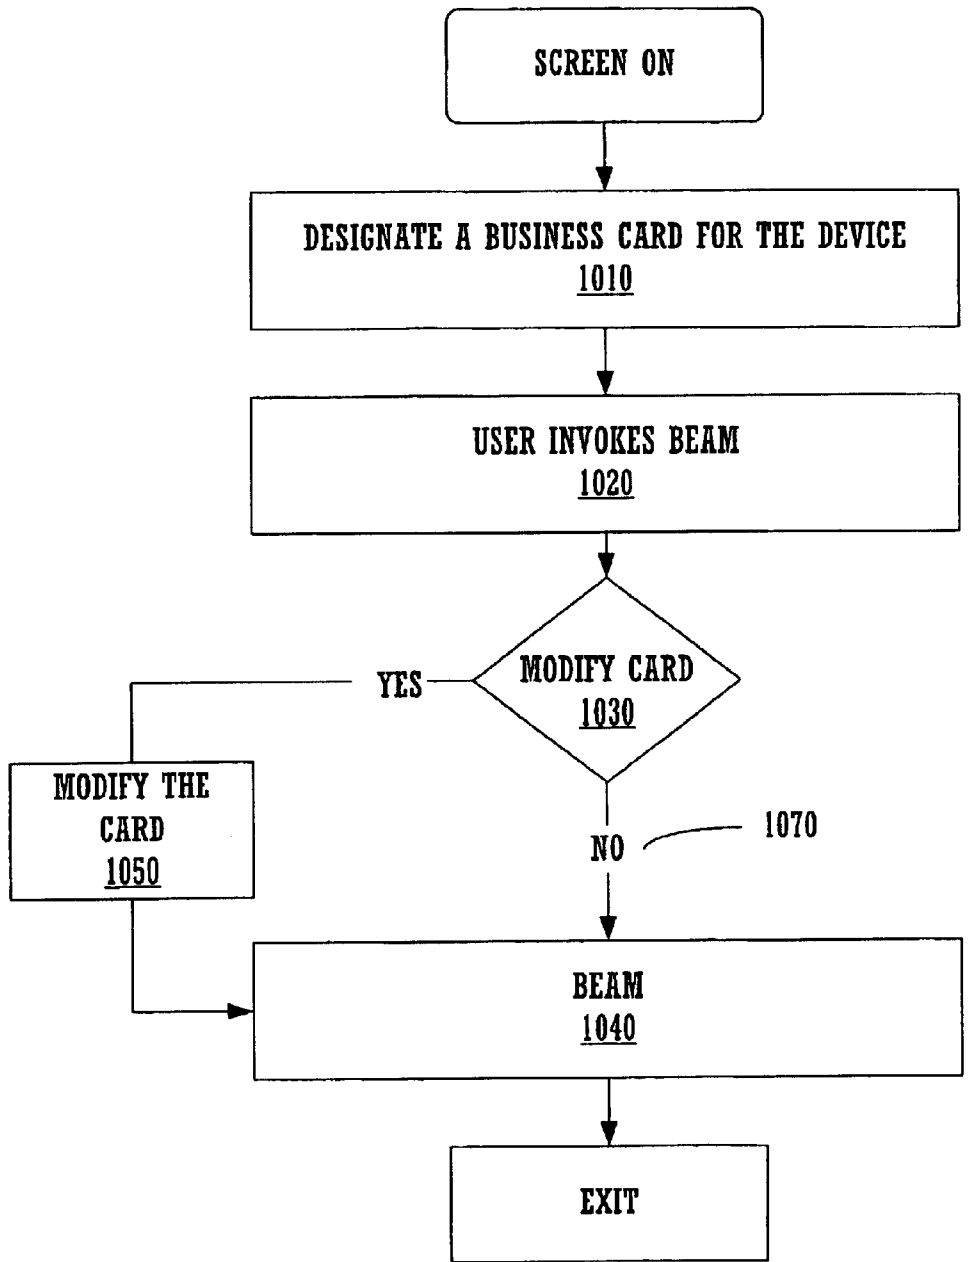 SCREEN ON
DESIGNATE A BUSINESS CARD FOR THE DEVICE
1010
USER INVOKES BEAM
1020
MODIFY CARD
1030
YES
MODIFY THE
CARD
1050
NO
1070
BEAM
1040
EXIT